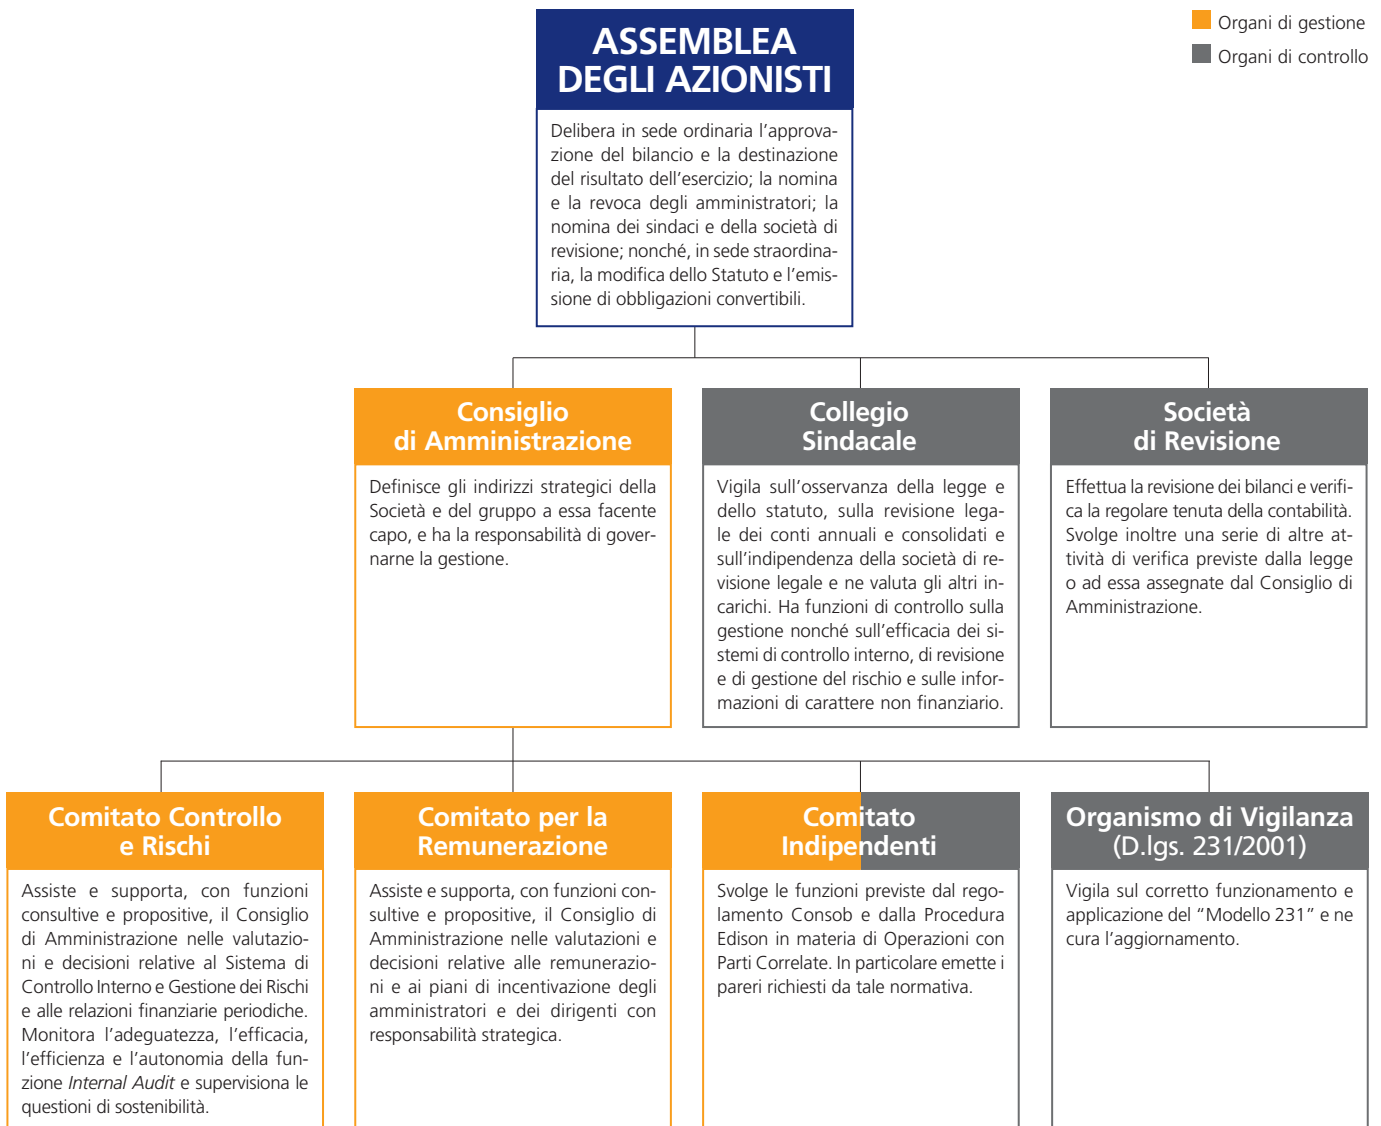 ASSEMBLEA
DEGLI AZIONISTI
Delibera in sede ordinaria l'approva-
zione del bilancio e la destinazione
del risultato dell'esercizio; la nomina
e la revoca degli amministratori; la
nomina dei sindaci e della società di
revisione; nonché, in sede straordina-
ria, la modifica dello Statuto e l'emis-
sione di obbligazioni convertibili.
Organi di gestione
Organi di controllo
Consiglio
di Amministrazione
Definisce gli indirizzi strategici della
Società e del gruppo a essa facente
capo, e ha la responsabilità di gover-
narne la gestione.
Collegio
Sindacale
Vigila sull'osservanza della legge e
dello statuto, sulla revisione lega-
le dei conti annuali e consolidati e
sull'indipendenza della società di re-
visione legale e ne valuta gli altri in-
carichi. Ha funzioni di controllo sulla
gestione nonché sull'efficacia dei si-
stemi di controllo interno, di revisione
e di gestione del rischio e sulle infor-
mazioni di carattere non finanziario.
Società
di Revisione
Effettua la revisione dei bilanci e verifi-
ca la regolare tenuta della contabilità.
Svolge inoltre una serie di altre at-
tività di verifica previste dalla legge
o ad essa assegnate dal Consiglio di
Amministrazione.
Comitato Controllo
e Rischi
Assiste e supporta, con funzioni
consultive e propositive, il Consiglio
di Amministrazione nelle valutazio-
ni e decisioni relative al Sistema di
Controllo Interno e Gestione dei Rischi
e alle relazioni finanziarie periodiche.
Monitora l'adeguatezza, l'efficacia,
l'efficienza e l'autonomia della fun-
zione Internal Audit e supervisiona le
questioni di sostenibilità.
Comitato per la
Remunerazione
Assiste e supporta, con funzioni con-
sultive e propositive, il Consiglio di
Amministrazione nelle valutazioni e
decisioni relative alle remunerazio-
ni e ai piani di incentivazione degli
amministratori e dei dirigenti con
responsabilità strategica.
Comitato
Indipendenti
Svolge le funzioni previste dal rego-
lamento Consob e dalla Procedura
Edison in materia di Operazioni con
Parti Correlate. In particolare emette i
pareri richiesti da tale normativa.
Organismo di Vigilanza
(D.lgs. 231/2001)
Vigila sul corretto funzionamento e
applicazione del "Modello 231" e ne
cura l'aggiornamento.